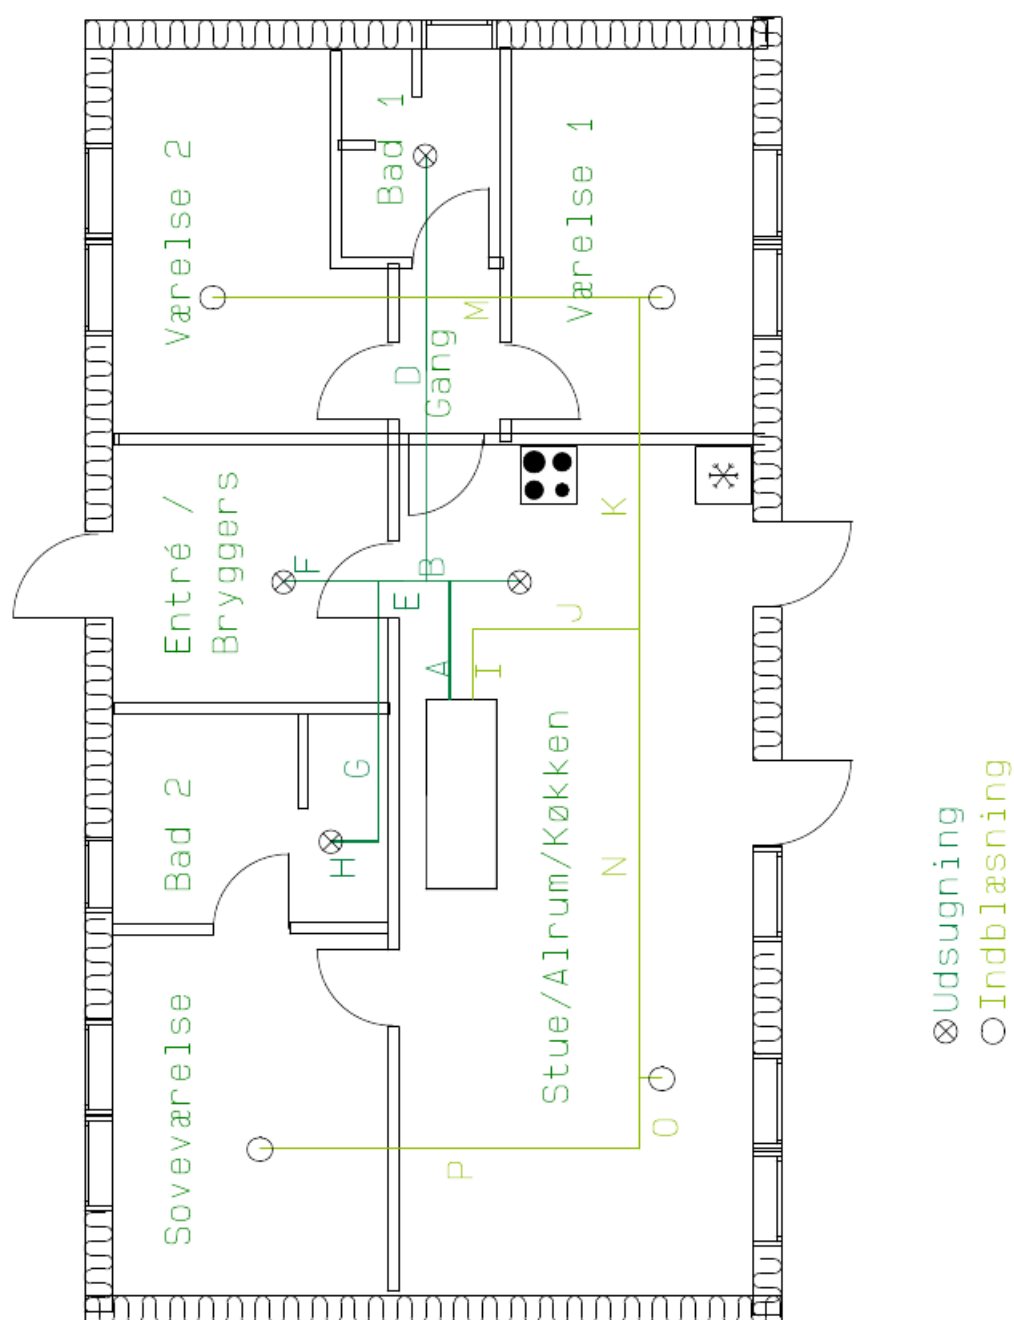 Værelse 2
Bad 1
Værelse 1
M
D
Gang
Entré /
Bryggers
F
B
E
K
J
A
I
Bad 2
G
H
Stue/Alrum/Køkken
N
Soveværelse
P
O
Udsugning
Indblæsning